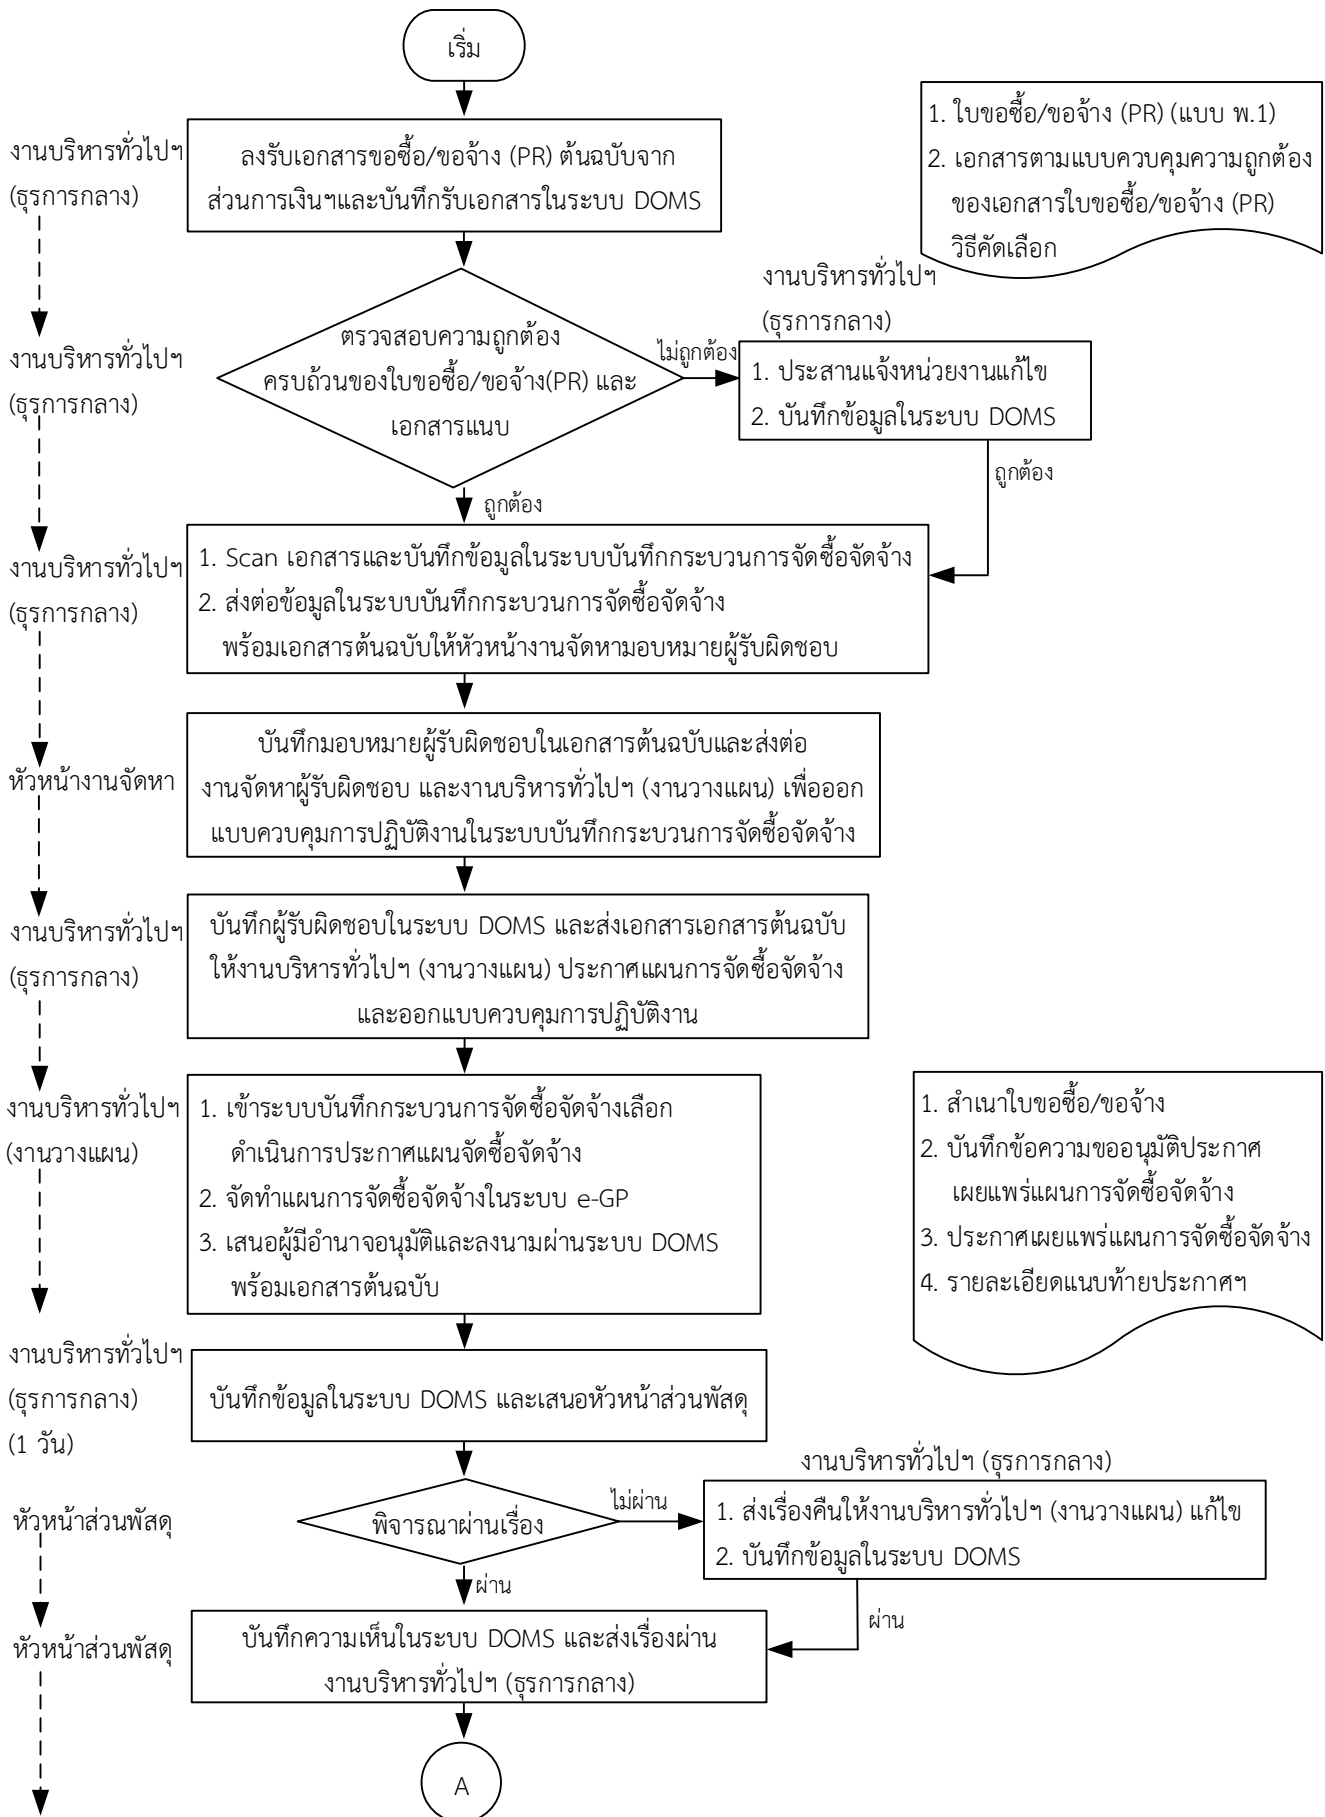 เริ่ม
1. ใบขอซื้อ/ขอจ้าง (PR) (แบบ พ.1)
2. เอกสารตามแบบควบคุมความถูกต้อง
ของเอกสารใบขอซื้อ/ขอจ้าง (PR)
วิธีคัดเลือก
งานบริหารทั่วไปฯ
(ธุรการกลาง)
ลงรับเอกสารขอซื้อ/ขอจ้าง (PR) ต้นฉบับจาก
ส่วนการเงินฯและบันทึกรับเอกสารในระบบ DOMS
งานบริหารทั่วไปฯ
(ธุรการกลาง)
ตรวจสอบความถูกต้อง
ครบถ้วนของใบขอซื้อ/ขอจ้าง(PR) และ
เอกสารแนบ
ไม่ถูกต้อง
งานบริหารทั่วไปฯ
(ธุรการกลาง)
1. ประสานแจ้งหน่วยงานแก้ไข
2. บันทึกข้อมูลในระบบ DOMS
ถูกต้อง
ถูกต้อง
งานบริหารทั่วไปฯ
(ธุรการกลาง)
1. Scan เอกสารและบันทึกข้อมูลในระบบบันทึกกระบวนการจัดซื้อจัดจ้าง
2. ส่งต่อข้อมูลในระบบบันทึกกระบวนการจัดซื้อจัดจ้าง
พร้อมเอกสารต้นฉบับให้หัวหน้างานจัดหามอบหมายผู้รับผิดชอบ
หัวหน้างานจัดหา
บันทึกมอบหมายผู้รับผิดชอบในเอกสารต้นฉบับและส่งต่อ
งานจัดหาผู้รับผิดชอบ และงานบริหารทั่วไปฯ (งานวางแผน) เพื่อออก
แบบควบคุมการปฏิบัติงานในระบบบันทึกกระบวนการจัดซื้อจัดจ้าง
งานบริหารทั่วไปฯ
(ธุรการกลาง)
บันทึกผู้รับผิดชอบในระบบ DOMS และส่งเอกสารเอกสารต้นฉบับ
ให้งานบริหารทั่วไปฯ (งานวางแผน) ประกาศแผนการจัดซื้อจัดจ้าง
และออกแบบควบคุมการปฏิบัติงาน
งานบริหารทั่วไปฯ
(งานวางแผน)
1. เข้าระบบบันทึกกระบวนการจัดซื้อจัดจ้างเลือก
ดำเนินการประกาศแผนจัดซื้อจัดจ้าง
2. จัดทำแผนการจัดซื้อจัดจ้างในระบบ e-GP
3. เสนอผู้มีอำนาจอนุมัติและลงนามผ่านระบบ DOMS
พร้อมเอกสารต้นฉบับ
1. สำเนาใบขอซื้อ/ขอจ้าง
2. บันทึกข้อความขออนุมัติประกาศ
เผยแพร่แผนการจัดซื้อจัดจ้าง
3. ประกาศเผยแพร่แผนการจัดซื้อจัดจ้าง
4. รายละเอียดแนบท้ายประกาศฯ
งานบริหารทั่วไปฯ
(ธุรการกลาง)
(1 วัน)
บันทึกข้อมูลในระบบ DOMS และเสนอหัวหน้าส่วนพัสดุ
หัวหน้าส่วนพัสดุ
พิจารณาผ่านเรื่อง
ไม่ผ่าน
งานบริหารทั่วไปฯ (ธุรการกลาง)
1. ส่งเรื่องคืนให้งานบริหารทั่วไปฯ (งานวางแผน) แก้ไข
2. บันทึกข้อมูลในระบบ DOMS
ผ่าน
ผ่าน
หัวหน้าส่วนพัสดุ
บันทึกความเห็นในระบบ DOMS และส่งเรื่องผ่าน
งานบริหารทั่วไปฯ (ธุรการกลาง)
A